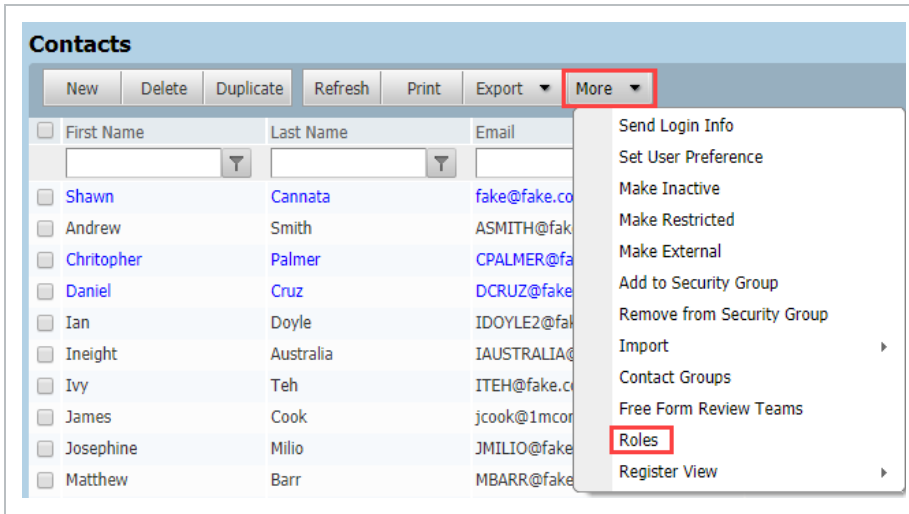 Contacts
New Delete Duplicate Refresh Print Export More
First Name Last Name Email
Send Login Info
Set User Preference
Make Inactive
Make Restricted
Make External
Add to Security Group
Remove from Security Group
Import
Contact Groups
Free Form Review Teams
Roles
Register View
Shawn Cannata fake@fake.co
Andrew Smith ASMITH@fak
Chritopher Palmer CPALMER@fa
Daniel Cruz DCRUZ@fake
Ian Doyle IDOYLE2@fak
Ineight Australia IAUSTRALIA@
Ivy Teh ITEH@fake.co
James Cook jcook@1mcor
Josephine Milio JMILIO@fake
Matthew Barr MBARR@fake